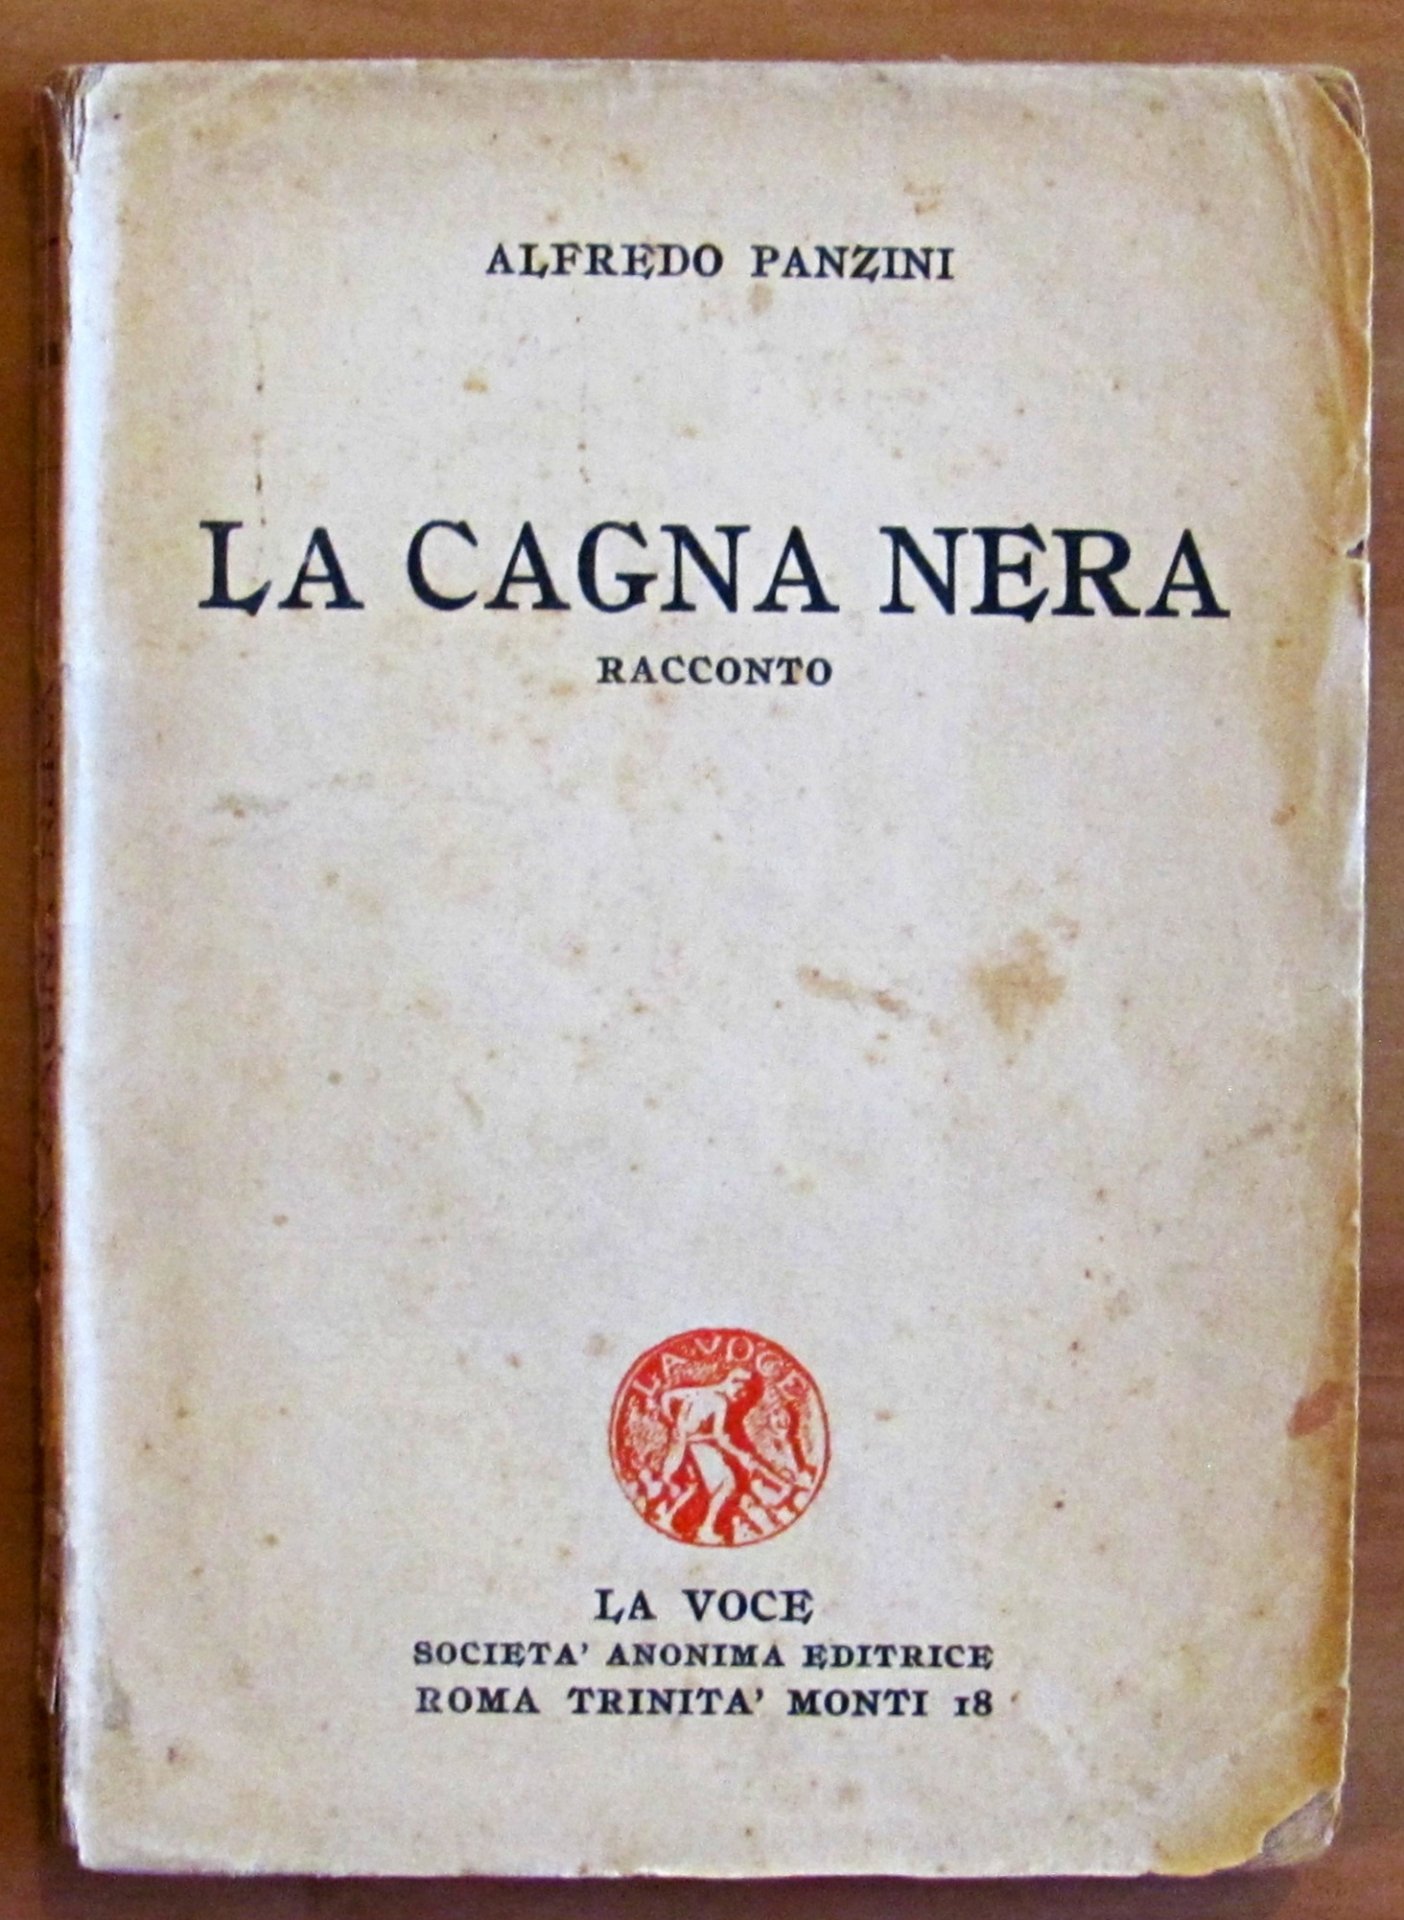 ALFREDO PANZINI
LA CAGNA NERA
RACCONTO
LA VOCE
LA VOCE
SOCIETA' ANONIMA EDITRICE
ROMA TRINITA' MONTI 18